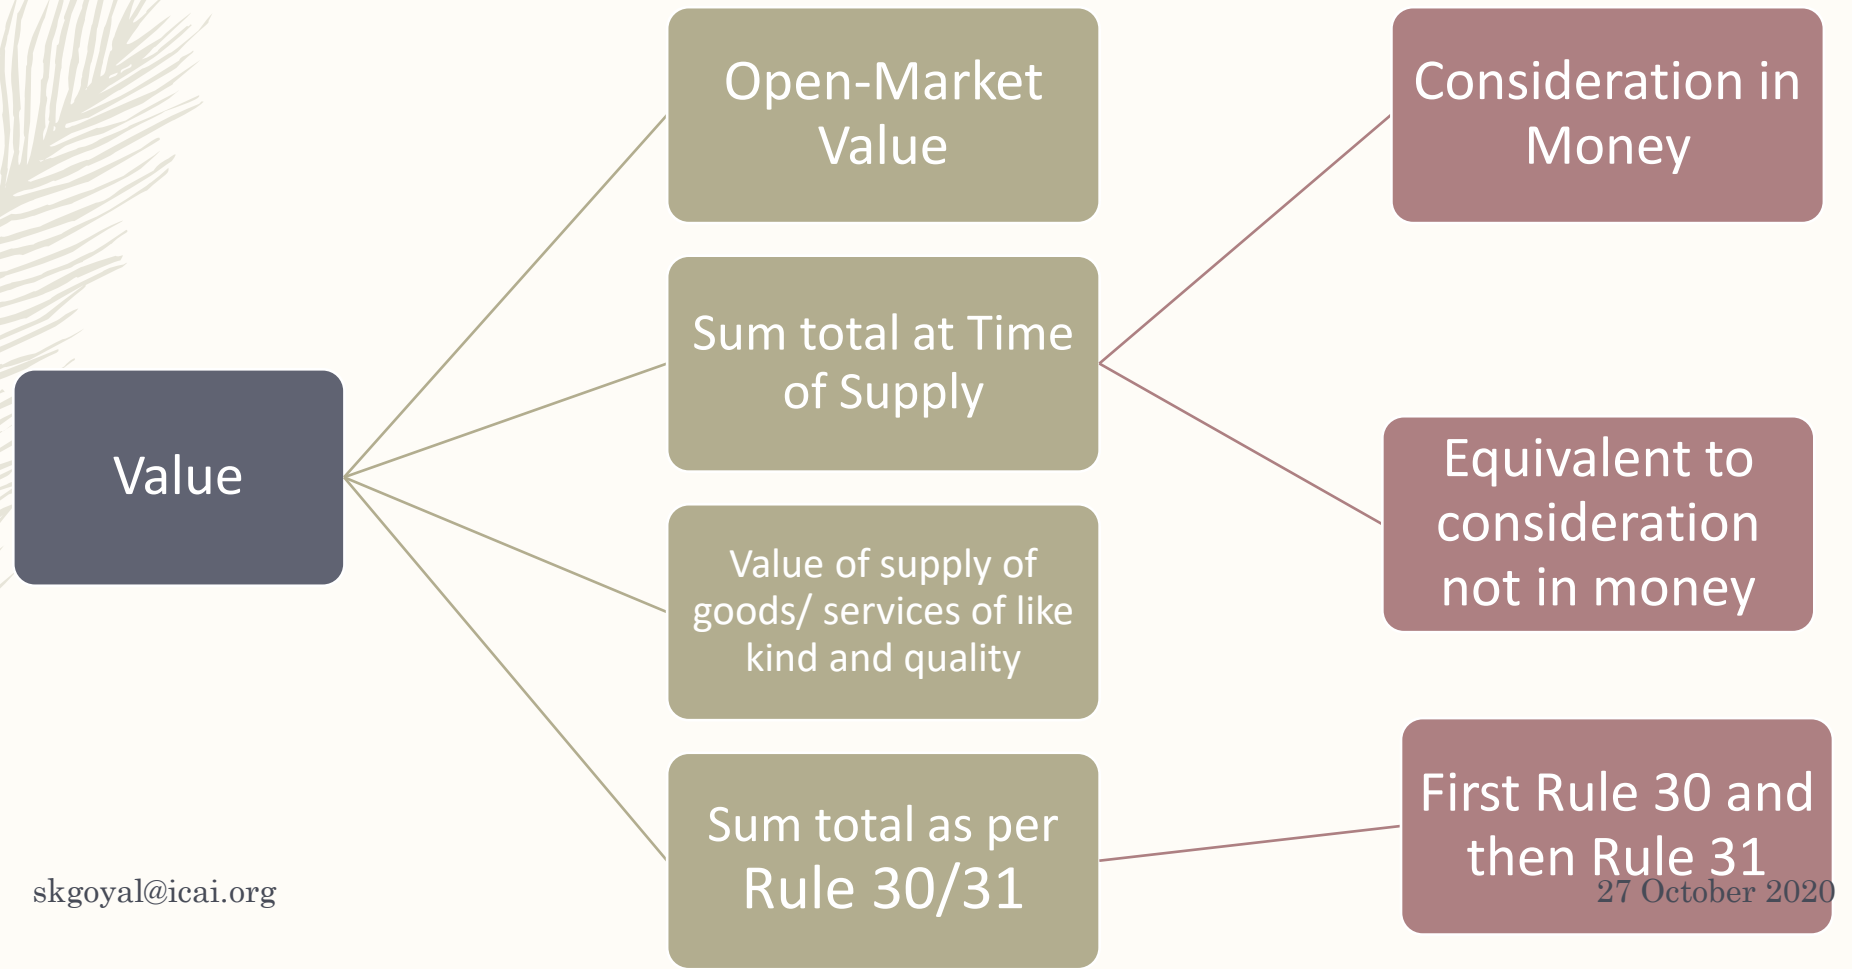 Value
Open-Market
Value
Sum total at Time
of Supply
Value of supply of
goods/ services of like
kind and quality
Sum total as per
Rule 30/31
Consideration in
Money
Equivalent to
consideration
not in money
First Rule 30 and
then Rule 31
skgoyal@icai.org
27 October 2020